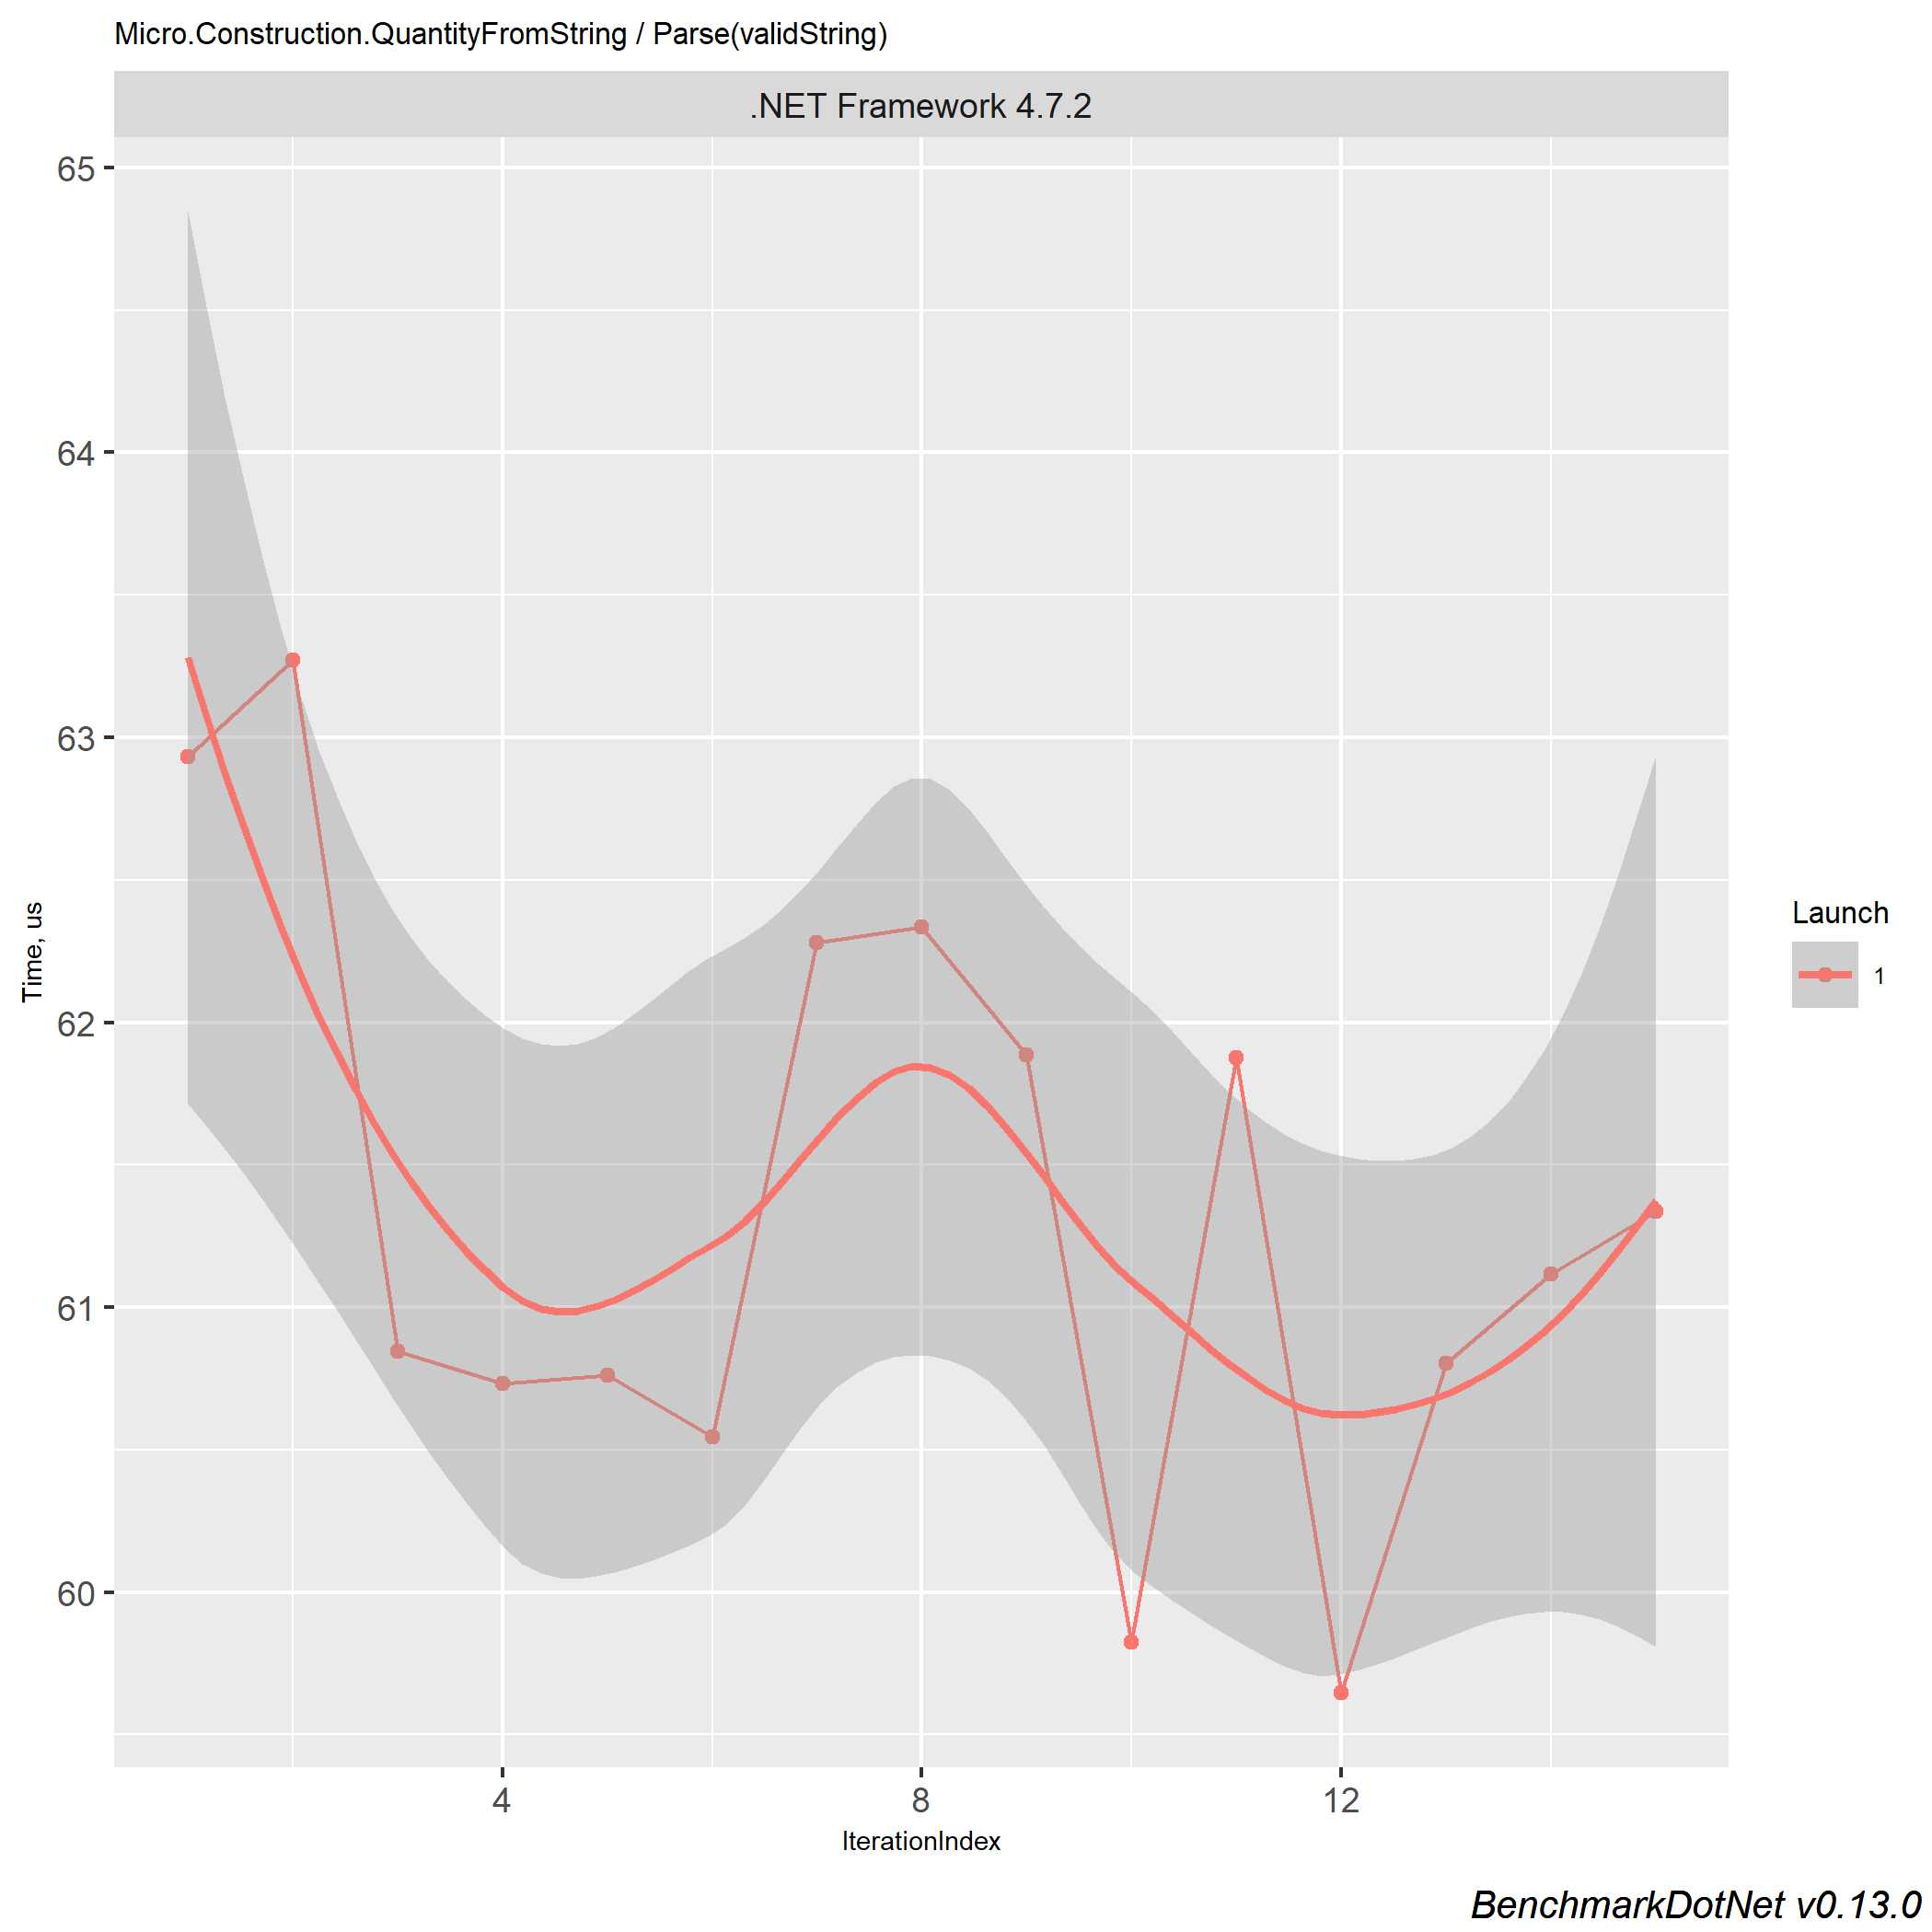 Micro.Construction.QuantityFromString / Parse(validString)
.NET Framework 4.7.2
65
64
63
62
61
60
Time, us
4
8
12
IterationIndex
Launch
1
BenchmarkDotNet v0.13.0